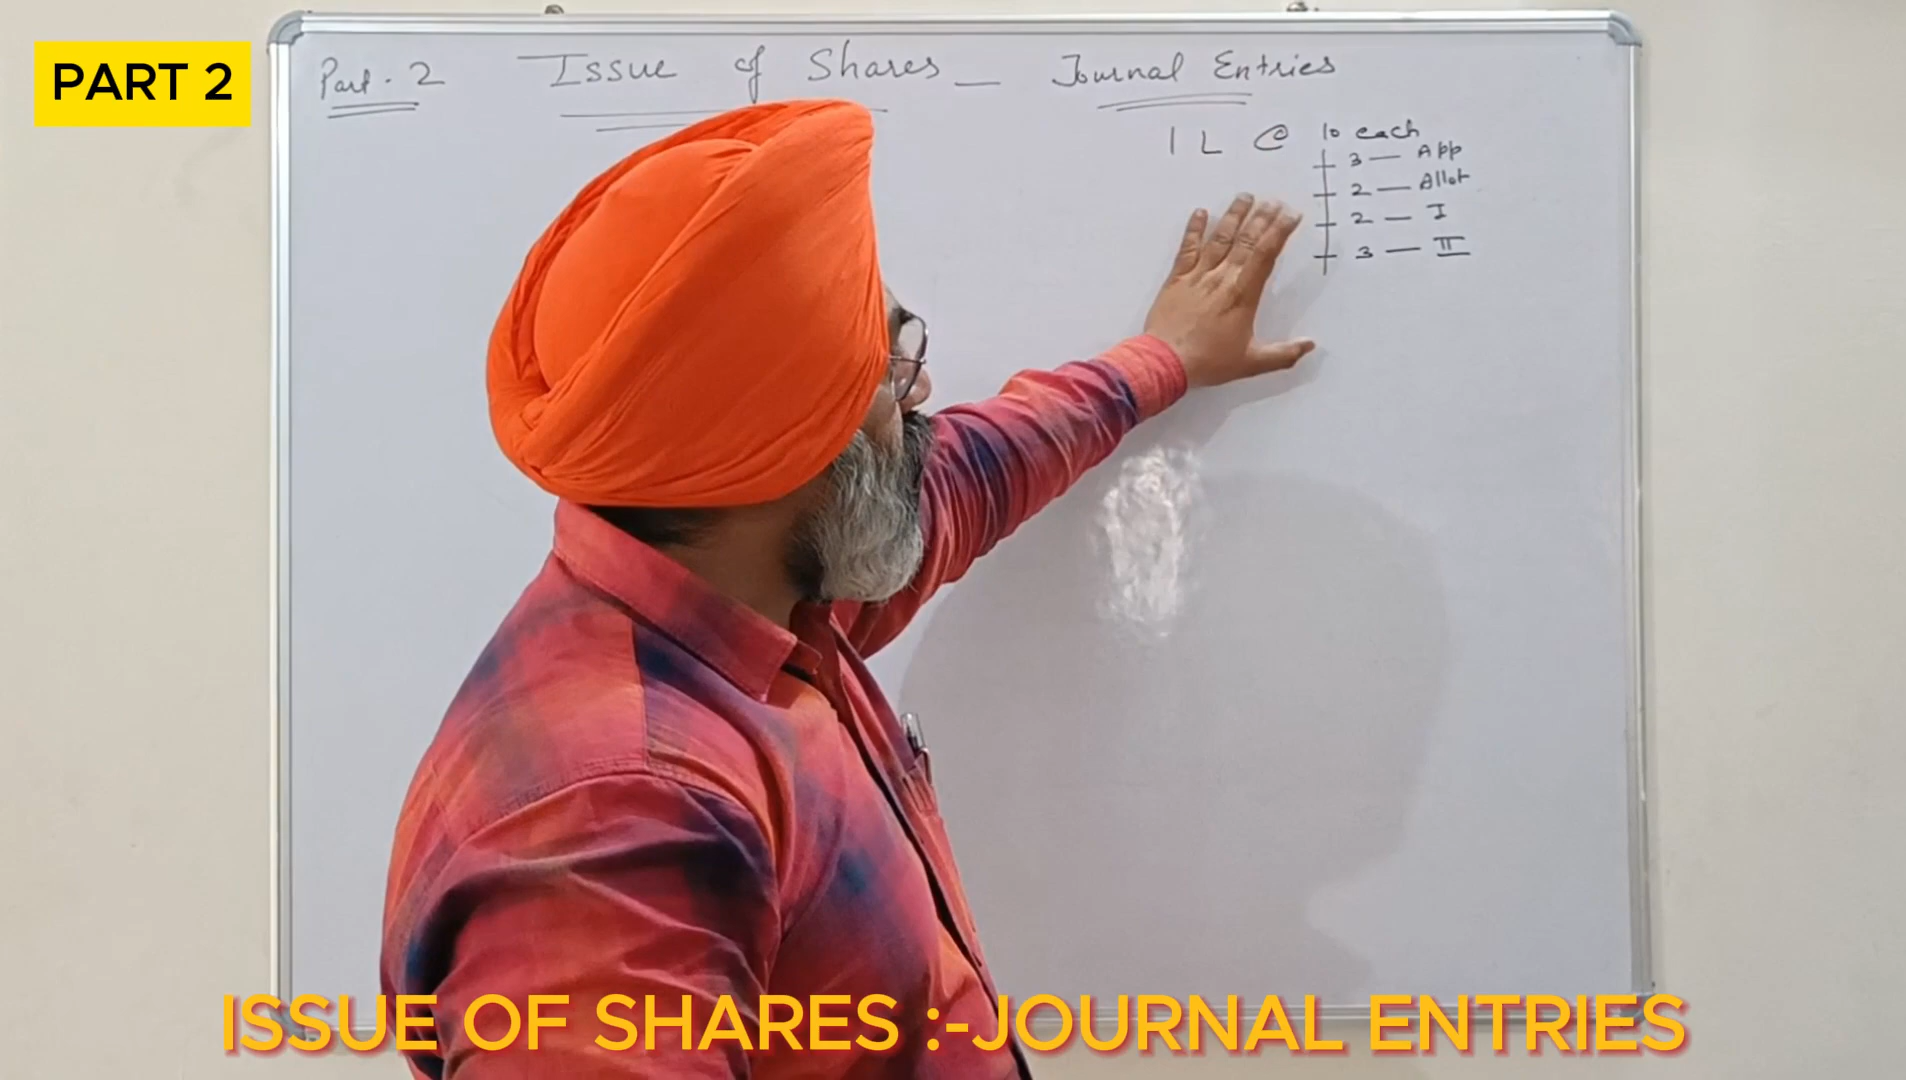 PART 2
Part. 2 Issue of Shares – Journal Entries
1 L @ 10 each
3 — App
2 — Allot
2 — I
3 — II
ISSUE OF SHARES :-JOURNAL ENTRIES